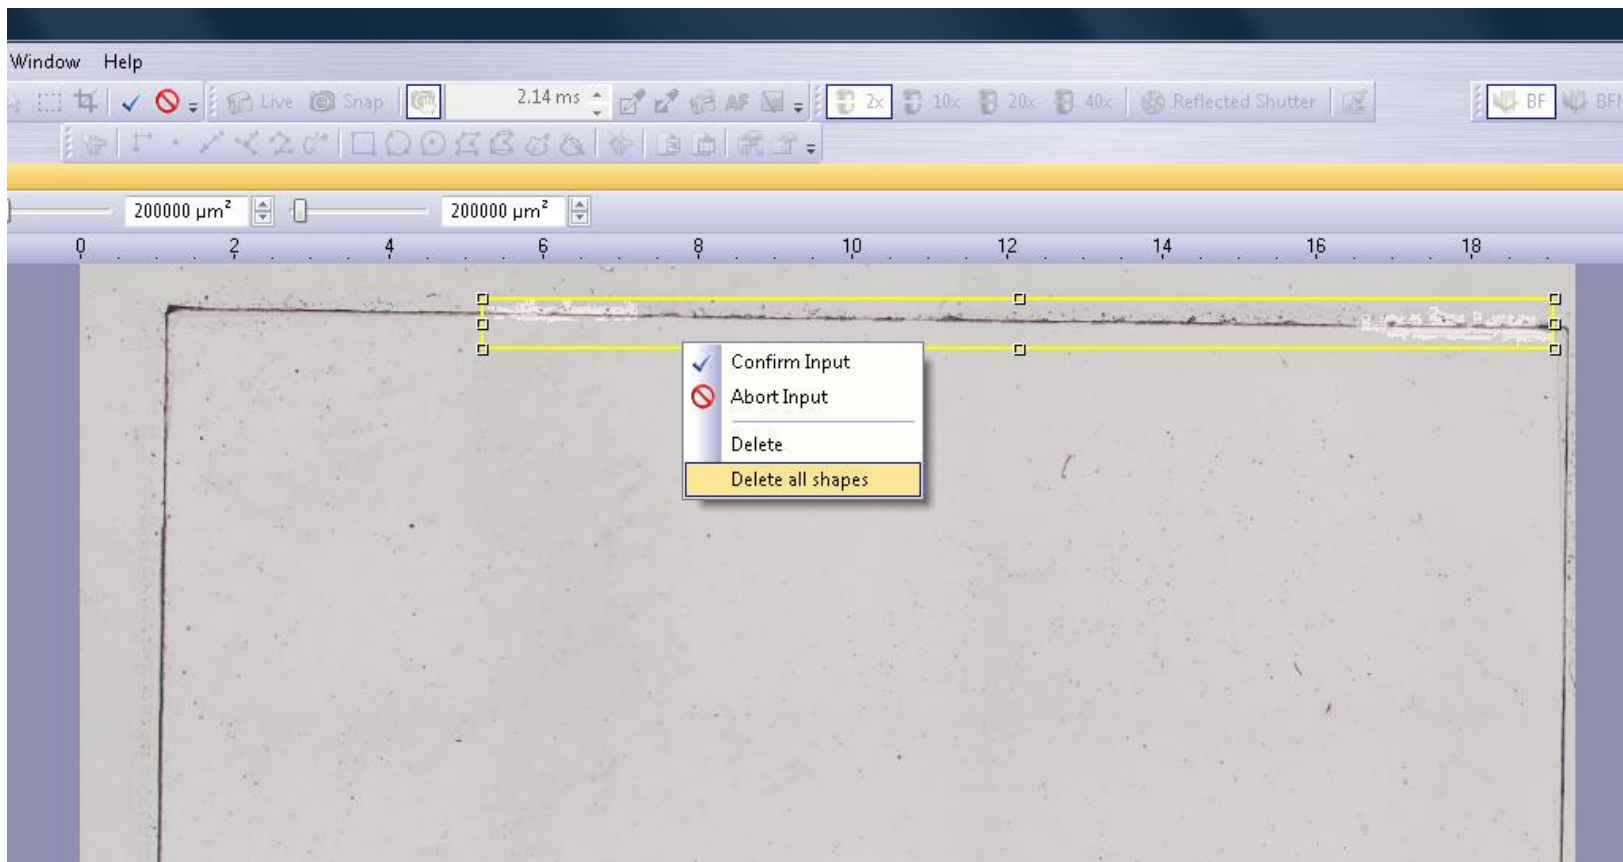 Window Help
Live Snap 2.14 ms AF 2x 10x 20x 40x Reflected Shutter BF BFN
200000 µm² 200000 µm²
0 2 4 6 8 10 12 14 16 18
Confirm Input
Abort Input
Delete
Delete all shapes